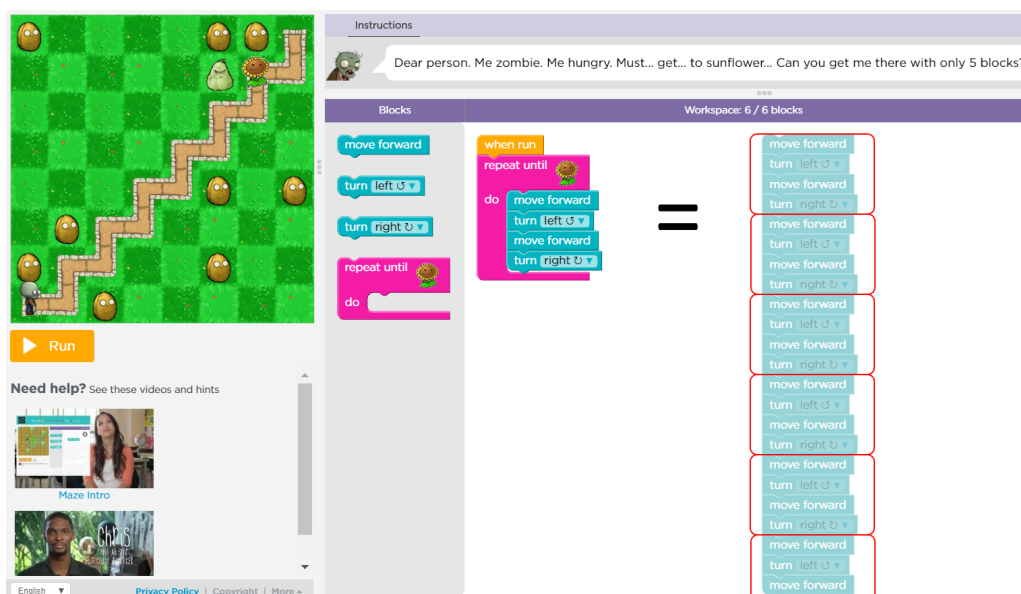 Instructions
Dear person. Me zombie. Me hungry. Must... get... to sunflower... Can you get me there with only 5 blocks?
Blocks
Workspace: 6 / 6 blocks
move forward
turn left ↺ ▼
turn right ↻ ▼
repeat until
do
when run
repeat until
do
move forward
turn left ↺ ▼
move forward
turn right ↻ ▼
=
move forward
turn left ↺ ▼
move forward
turn right ↻ ▼
move forward
turn left ↺ ▼
move forward
turn right ↻ ▼
move forward
turn left ↺ ▼
move forward
turn right ↻ ▼
move forward
turn left ↺ ▼
move forward
turn right ↻ ▼
move forward
turn left ↺ ▼
move forward
turn right ↻ ▼
move forward
turn left ↺ ▼
move forward
Run
Need help? See these videos and hints
Maze Intro
Chris
English ▼
Privacy Policy | Copyright | More